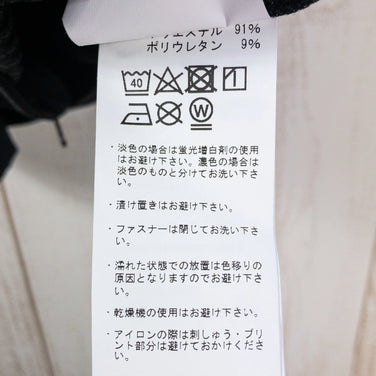 ポリエステル 91%
ポリウレタン 9%
40
W
・淡色の場合は蛍光増白剤の使用
はお避け下さい。濃色の場合は
淡色のものと分けてお洗い下さ
い。
・漬け置きはお避け下さい。
・ファスナーは閉じてお洗い下さ
い。
・濡れた状態での放置は色移りの
原因となりますのでお避け下さ
い。
・乾燥機の使用はお避け下さい。
・アイロンの際は刺しゅう・プリ
ント部分は避けておかけくださ
い。